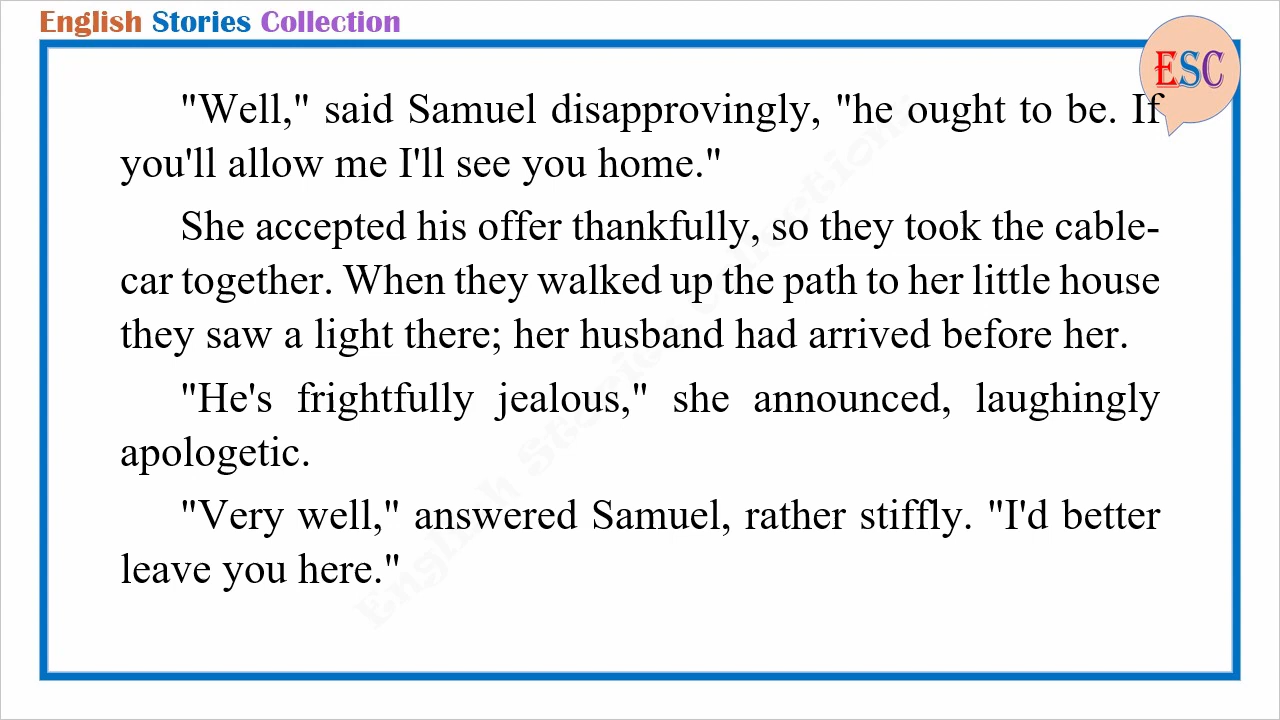 English Stories Collection
ESC
"Well," said Samuel disapprovingly, "he ought to be. If
you'll allow me I'll see you home."
She accepted his offer thankfully, so they took the cable-
car together. When they walked up the path to her little house
they saw a light there; her husband had arrived before her.
"He's frightfully jealous," she announced, laughingly
apologetic.
"Very well," answered Samuel, rather stiffly. "I'd better
leave you here."
English Stories Collections